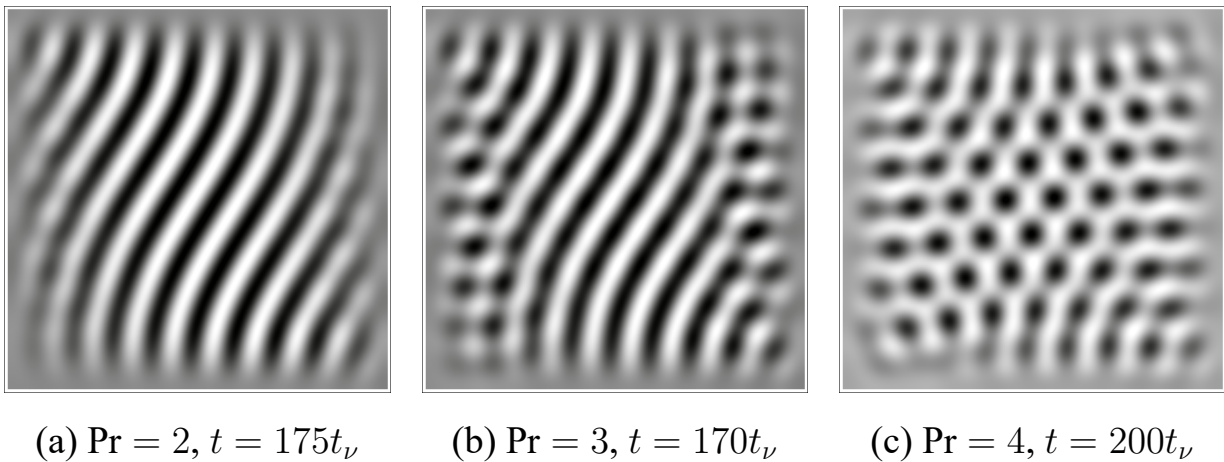 (a) Pr = 2, t = 175t_ν (b) Pr = 3, t = 170t_ν (c) Pr = 4, t = 200t_ν